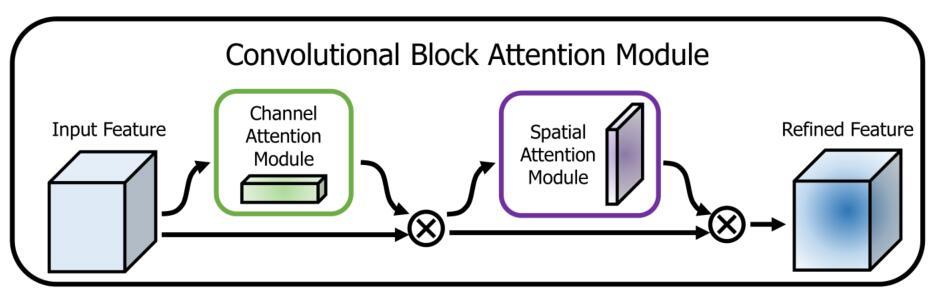 Convolutional Block Attention Module
Input Feature
Channel
Attention
Module
Spatial
Attention
Module
Refined Feature